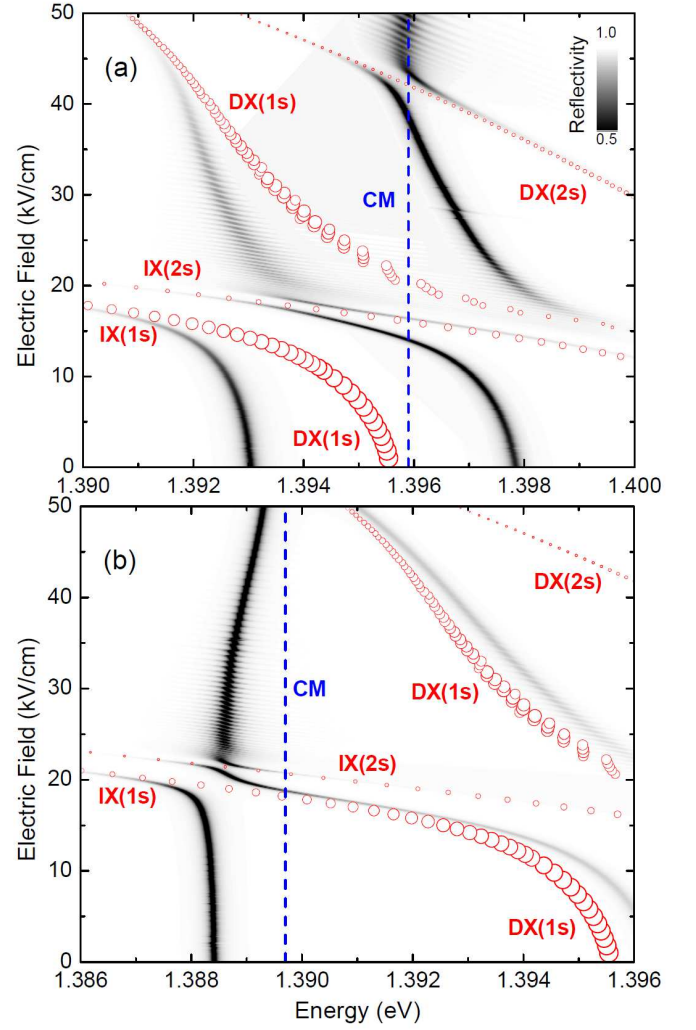 (a)
DX(1s)
Reflectivity
1.0
0.5
CM
DX(2s)
IX(2s)
IX(1s)
DX(1s)
Electric Field (kV/cm)
50
40
30
20
10
0
1.390 1.392 1.394 1.396 1.398 1.400
(b)
DX(2s)
CM
DX(1s)
IX(2s)
IX(1s)
DX(1s)
Electric Field (kV/cm)
50
40
30
20
10
0
1.386 1.388 1.390 1.392 1.394 1.396
Energy (eV)